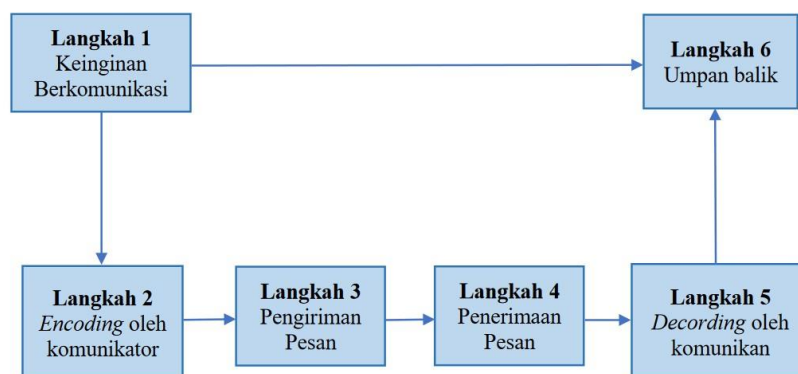 Langkah 1
Keinginan
Berkomunikasi
Langkah 6
Umpan balik
Langkah 2
Encoding oleh
komunikator
Langkah 3
Pengiriman
Pesan
Langkah 4
Penerimaan
Pesan
Langkah 5
Decording oleh
komunikan